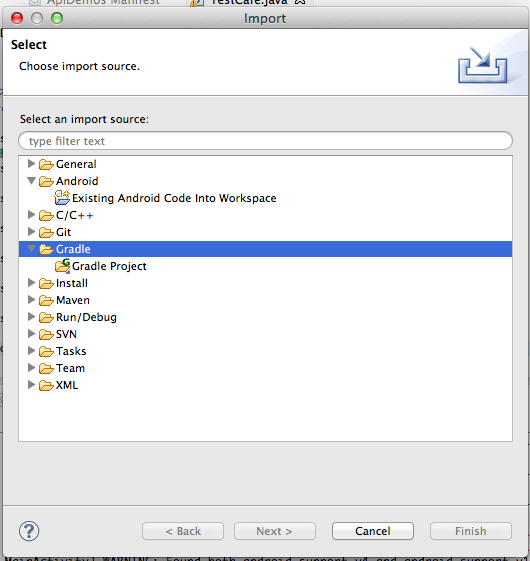 ApiDemos Manifest
TestCafe.java
Import
Select
Choose import source.
Select an import source:
type filter text
General
Android
Existing Android Code Into Workspace
C/C++
Git
Gradle
G
Gradle Project
Install
Maven
Run/Debug
SVN
Tasks
Team
XML
?
< Back
Next >
Cancel
Finish
MainActivity] WARNING: Found both android-support-v4 and android-support-v1